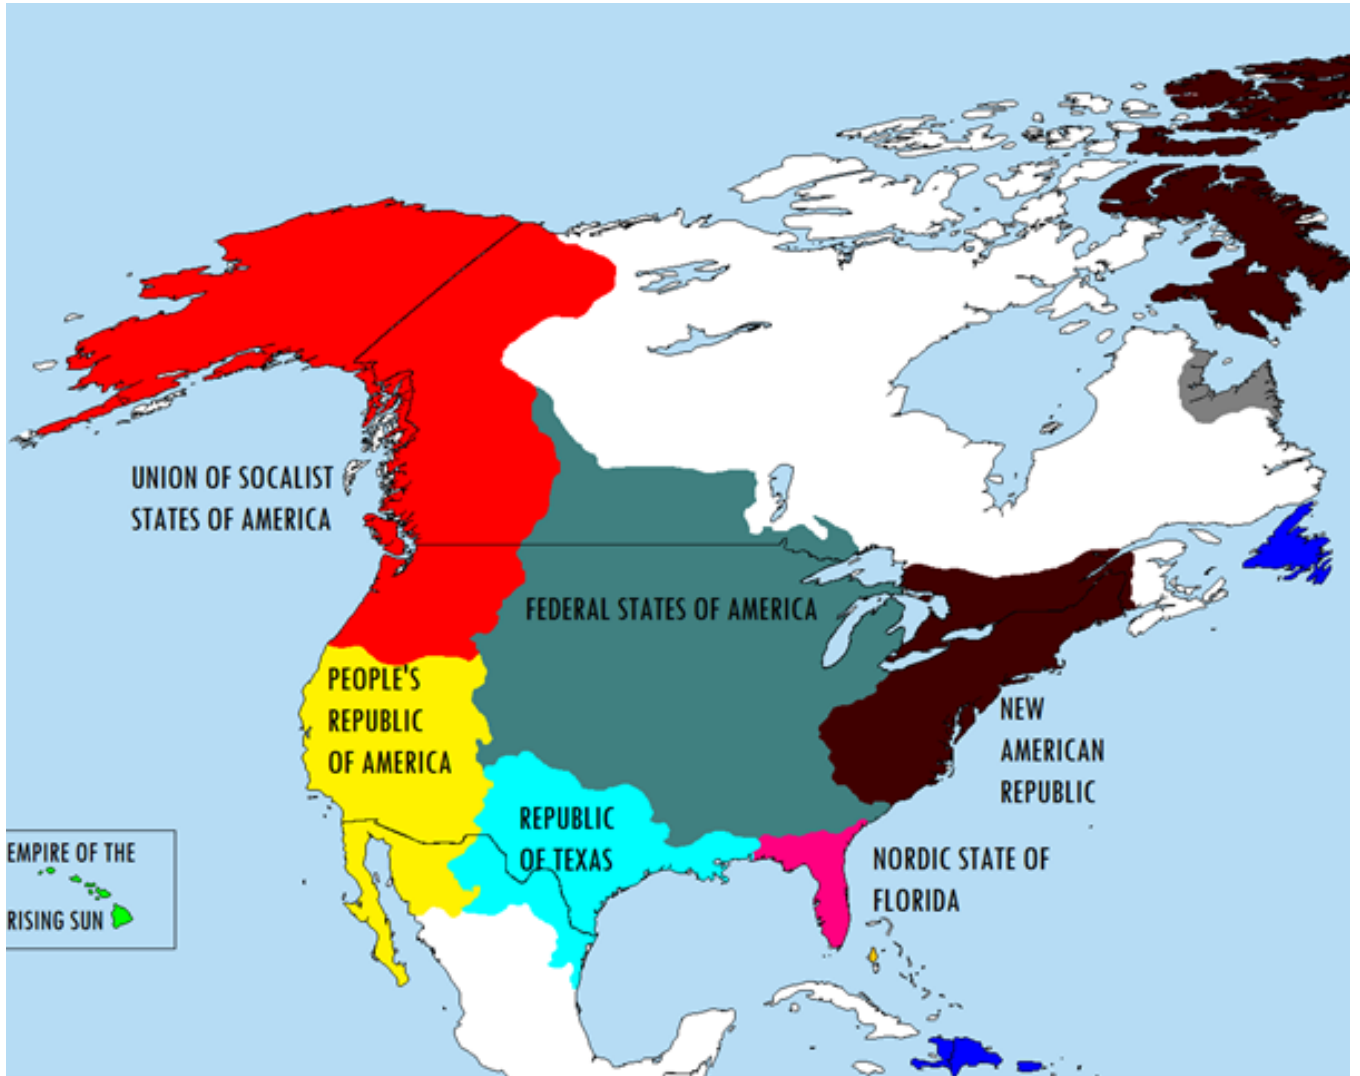 UNION OF SOCALIST
STATES OF AMERICA
FEDERAL STATES OF AMERICA
PEOPLE'S
REPUBLIC
OF AMERICA
NEW
AMERICAN
REPUBLIC
REPUBLIC
OF TEXAS
EMPIRE OF THE
RISING SUN
NORDIC STATE OF
FLORIDA